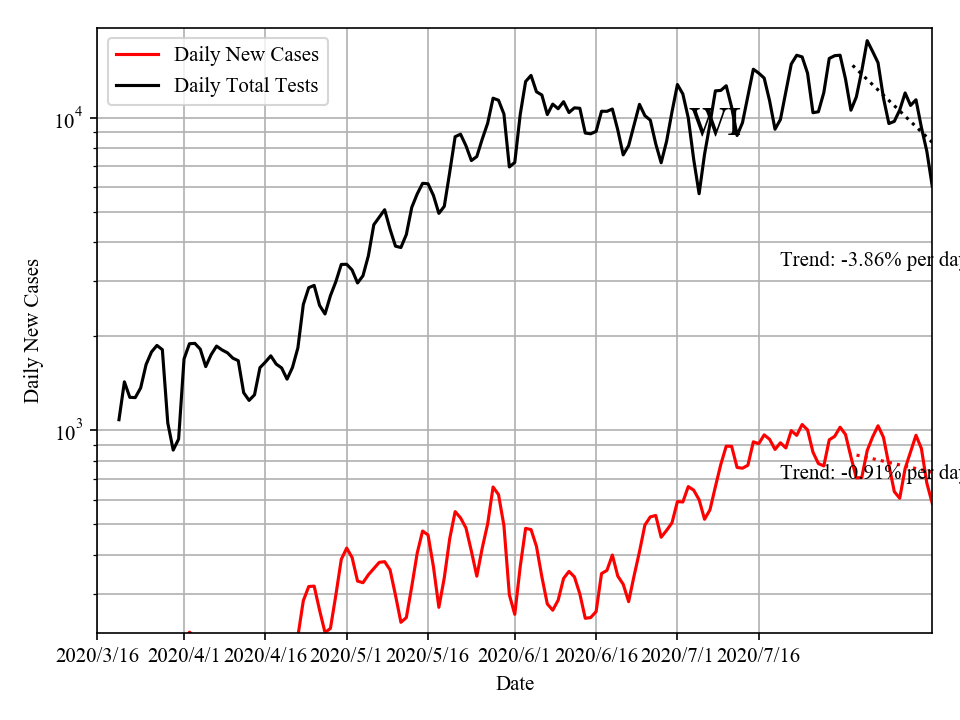 Daily New Cases
Daily Total Tests
WI
10^4
Trend: -3.86% per day
Daily New Cases
10^3
Trend: -0.91% per day
2020/3/16 2020/4/1 2020/4/16 2020/5/1 2020/5/16 2020/6/1 2020/6/16 2020/7/1 2020/7/16
Date